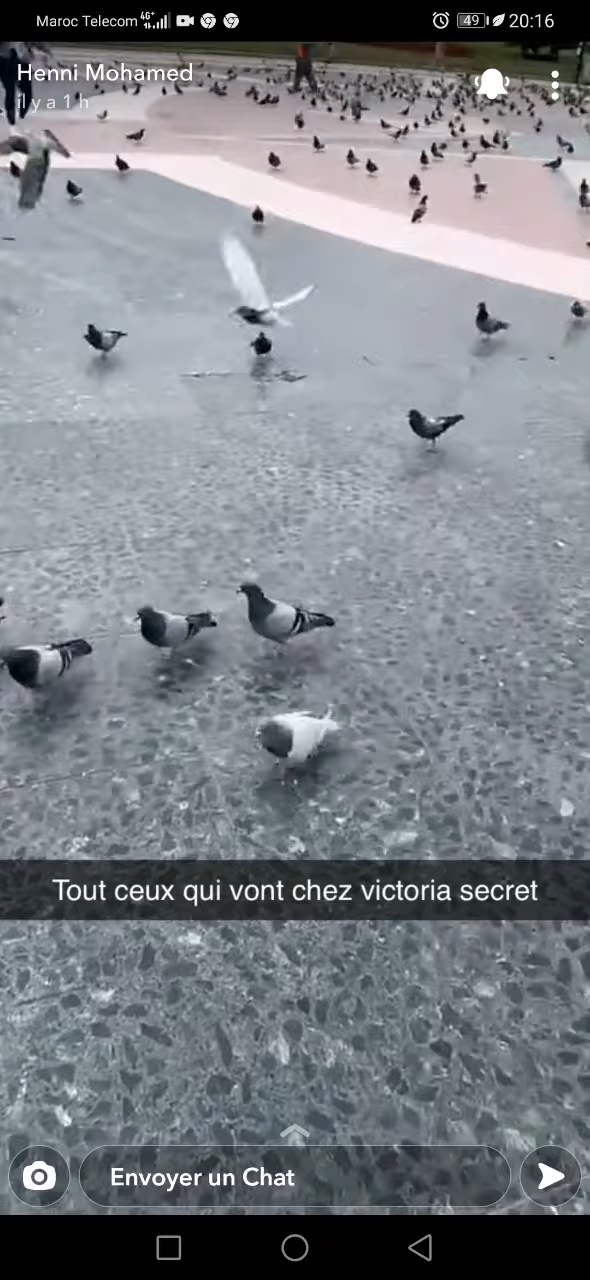 Maroc Telecom 4G+ 49 20:16
Henni Mohamed
il y a 1 h
Tout ceux qui vont chez victoria secret
Envoyer un Chat